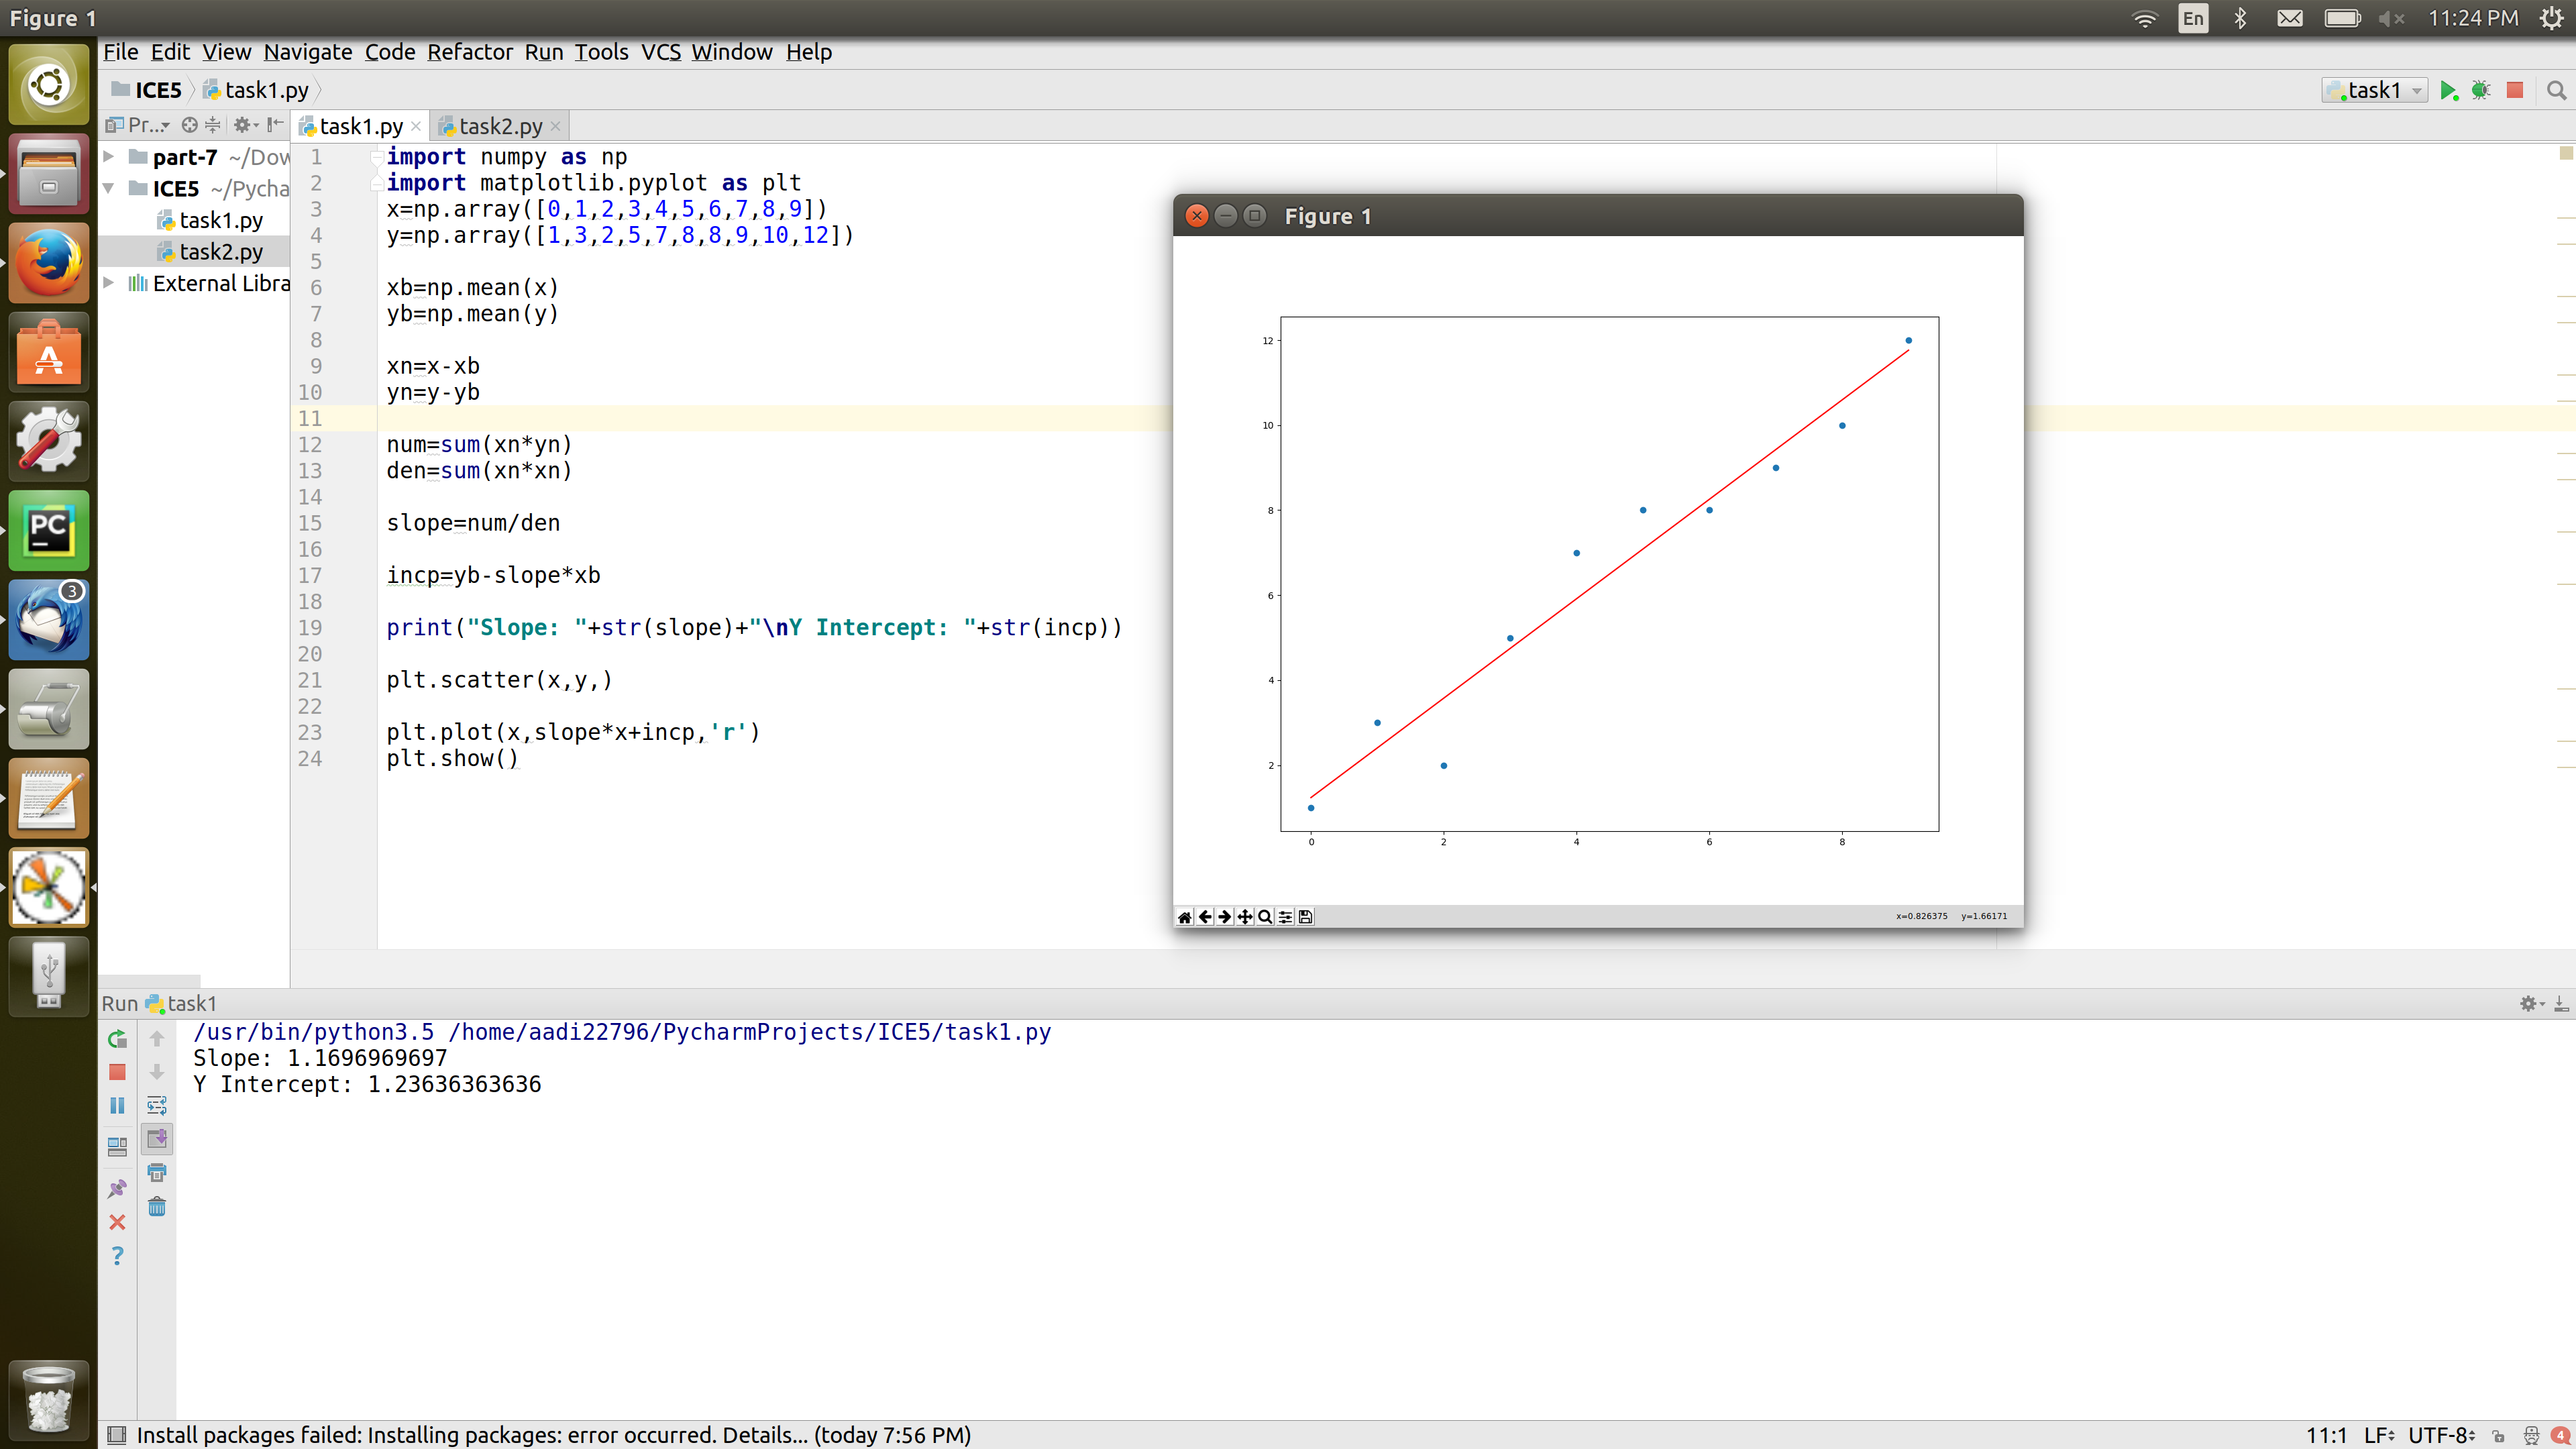 Figure 1
En
11:24 PM
File Edit View Navigate Code Refactor Run Tools VCS Window Help
ICE5 task1.py
task1
Pr...
task1.py
task2.py
part-7 ~/Dow
ICE5 ~/Pycha
task1.py
task2.py
External Libra
1 import numpy as np
2 import matplotlib.pyplot as plt
3 x=np.array([0,1,2,3,4,5,6,7,8,9])
4 y=np.array([1,3,2,5,7,8,8,9,10,12])
5
6 xb=np.mean(x)
7 yb=np.mean(y)
8
9 xn=x-xb
10 yn=y-yb
11
12 num=sum(xn*yn)
13 den=sum(xn*xn)
14
15 slope=num/den
16
17 incp=yb-slope*xb
18
19 print("Slope: "+str(slope)+"\nY Intercept: "+str(incp))
20
21 plt.scatter(x,y,)
22
23 plt.plot(x,slope*x+incp,'r')
24 plt.show()
Figure 1
12
10
8
6
4
2
0 2 4 6 8
x=0.826375 y=1.66171
PC
3
Run task1
/usr/bin/python3.5 /home/aadi22796/PycharmProjects/ICE5/task1.py
Slope: 1.1696969697
Y Intercept: 1.23636363636
?
Install packages failed: Installing packages: error occurred. Details... (today 7:56 PM)
11:1 LF UTF-8 4